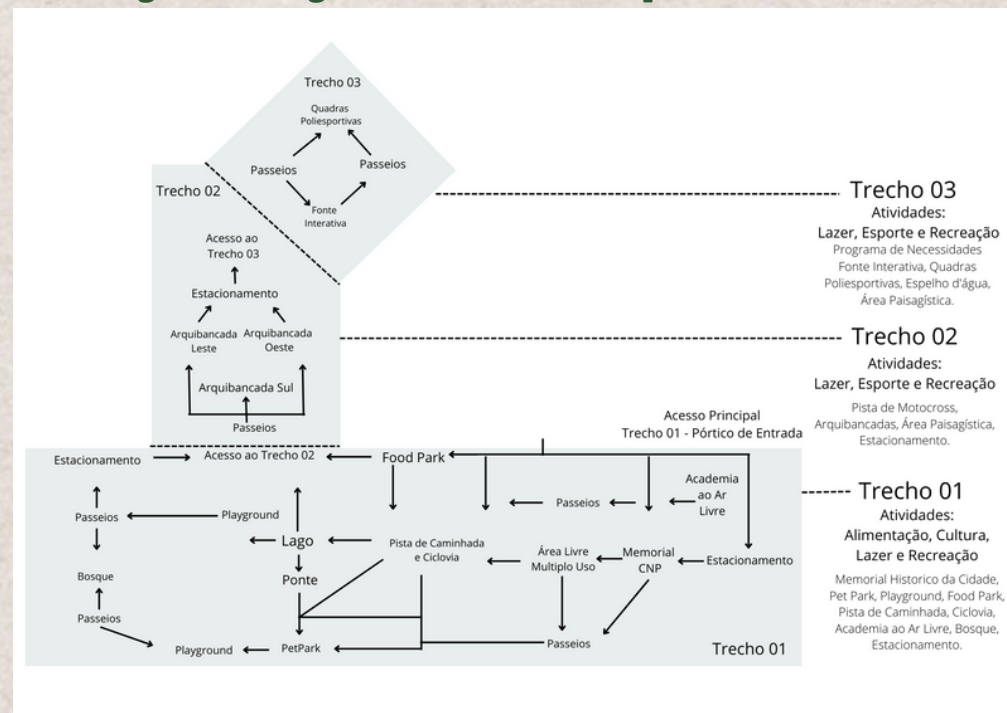 Trecho 03
Quadras
Poliesportivas
Passeios
Passeios
Fonte
Interativa
Trecho 02
Acesso ao
Trecho 03
Estacionamento
Arquibancada
Leste
Arquibancada
Oeste
Arquibancada Sul
Passeios
Trecho 03
Atividades:
Lazer, Esporte e Recreação
Programa de Necessidades
Fonte Interativa, Quadras
Poliesportivas, Espelho d'água,
Área Paisagística.
Trecho 02
Atividades:
Lazer, Esporte e Recreação
Pista de Motocross,
Arquibancadas, Área Paisagística,
Estacionamento.
Acesso Principal
Trecho 01 - Pórtico de Entrada
Estacionamento
Acesso ao Trecho 02
Food Park
Academia
ao Ar
Livre
Passeios
Passeios
Playground
Lago
Pista de Caminhada
e Ciclovia
Área Livre
Multiplo Uso
Memorial
CNP
Estacionamento
Bosque
Ponte
Passeios
Playground
PetPark
Passeios
Trecho 01
Trecho 01
Atividades:
Alimentação, Cultura,
Lazer e Recreação
Memorial Historico da Cidade,
Pet Park, Playground, Food Park,
Pista de Caminhada, Ciclovia,
Academia ao Ar Livre, Bosque,
Estacionamento.